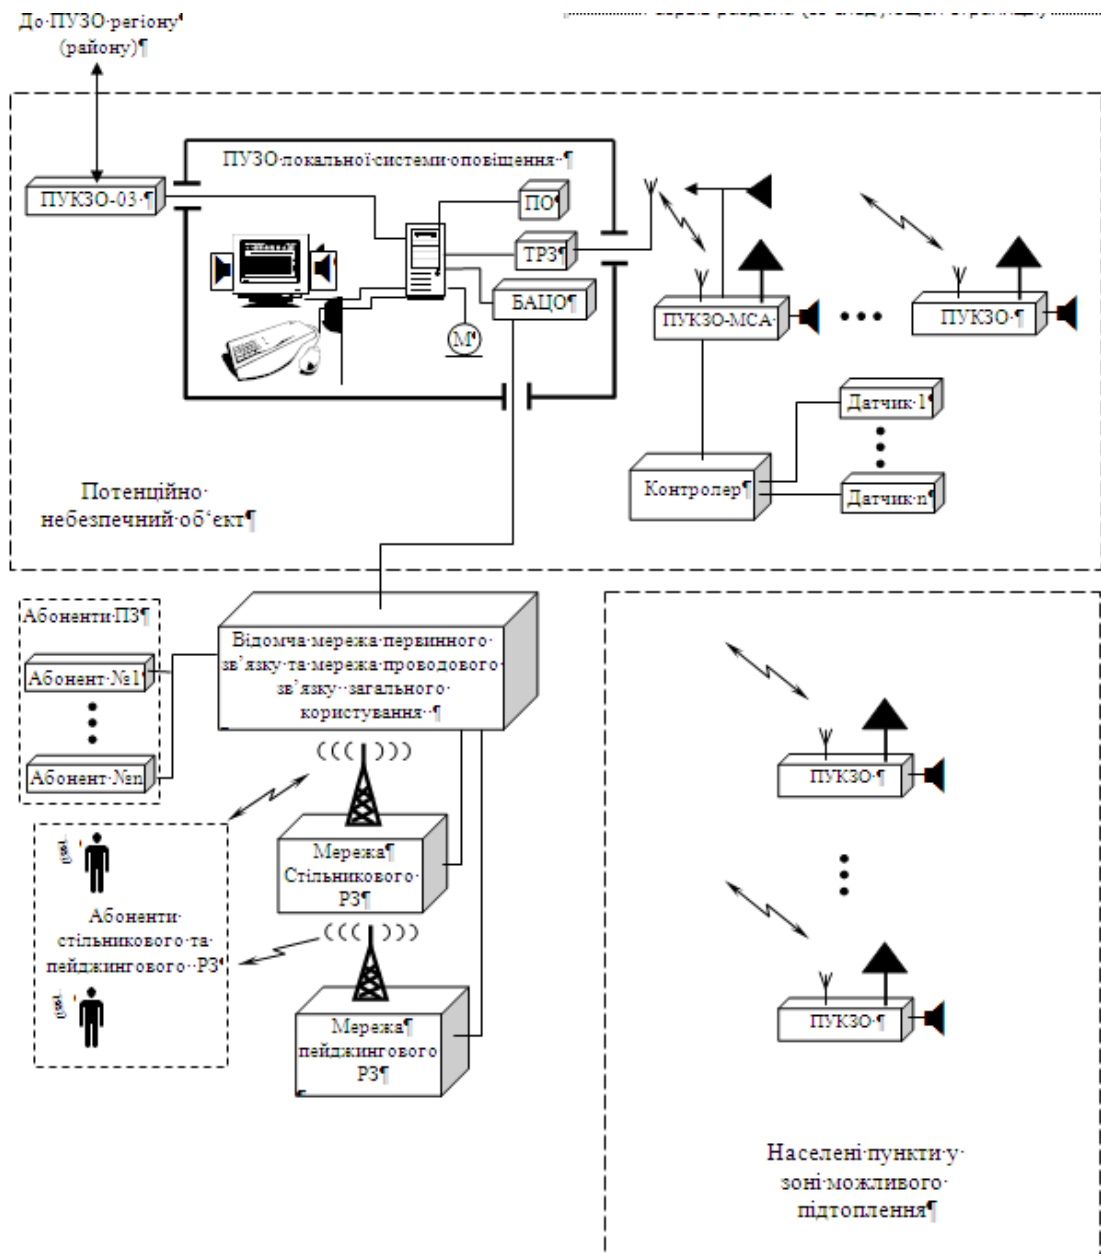 До·ПУЗО·регіону¶
(району)¶
ПУЗО·локальної·системи·оповіщення··¶
ПУКЗО-03·¶
ПО¶
ТРЗ¶
БАЦО¶
М¶
ПУКЗО-МСА·
ПУКЗО·¶
Контролер¶
Датчик·1¶
Датчик·n¶
Потенційно·
небезпечний·об‘єкт¶
Абоненти·ПЗ¶
Абонент·№1¶
Абонент·№n¶
Відомча·мережа·первинного·
зв’язку·та·мережа·проводового·
зв’язку··загального·
користування··¶
Мережа¶
Стільникового·
РЗ¶
Абоненти·
стільникового·та·
пейджингового··РЗ¶
Мережа¶
пейджингового
РЗ¶
¶
ПУКЗО·¶
ПУКЗО·¶
Населені·пункти·у·
зоні·можливого·
підтоплення¶